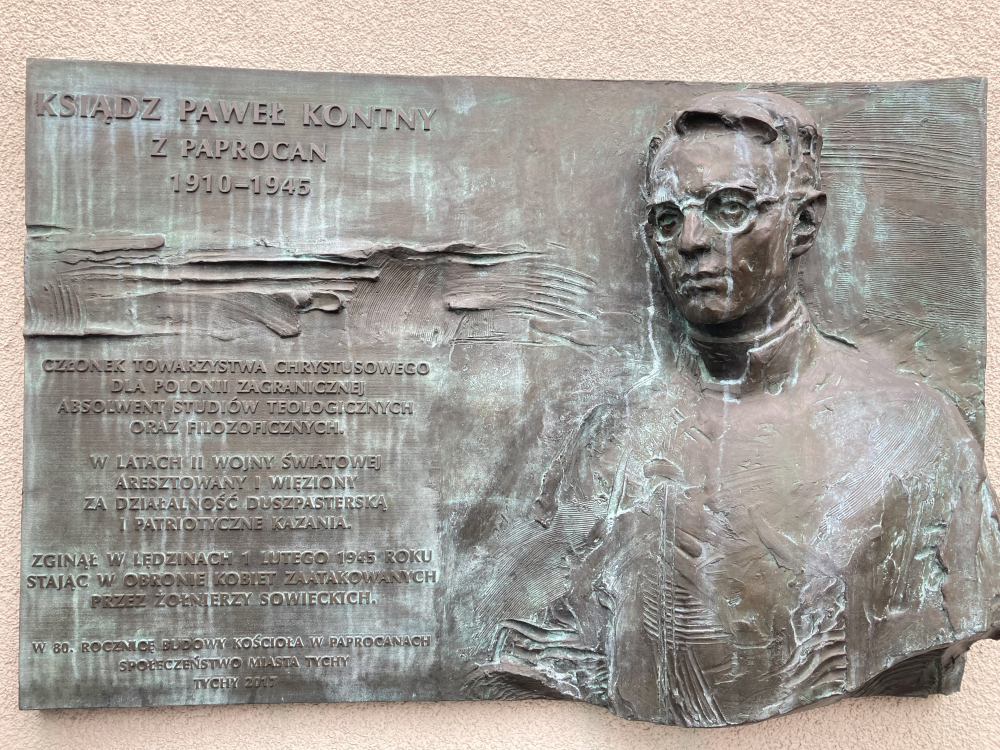 KSIĄDZ PAWEŁ KONTNY
Z PAPROCAN
1910–1945
CZŁONEK TOWARZYSTWA CHRYSTUSOWEGO
DLA POLONII ZAGRANICZNEJ
ABSOLWENT STUDIÓW TEOLOGICZNYCH
ORAZ FILOZOFICZNYCH.
W LATACH II WOJNY ŚWIATOWEJ
ARESZTOWANY I WIĘZIONY
ZA DZIAŁALNOŚĆ DUSZPASTERSKĄ
I PATRIOTYCZNE KAZANIA.
ZGINĄŁ W LĘDZINACH 1 LUTEGO 1945 ROKU
STAJĄC W OBRONIE KOBIET ZAATAKOWANYCH
PRZEZ ŻOŁNIERZY SOWIECKICH.
W 80. ROCZNICĘ BUDOWY KOŚCIOŁA W PAPROCANACH
SPOŁECZEŃSTWO MIASTA TYCHY
TYCHY 2017